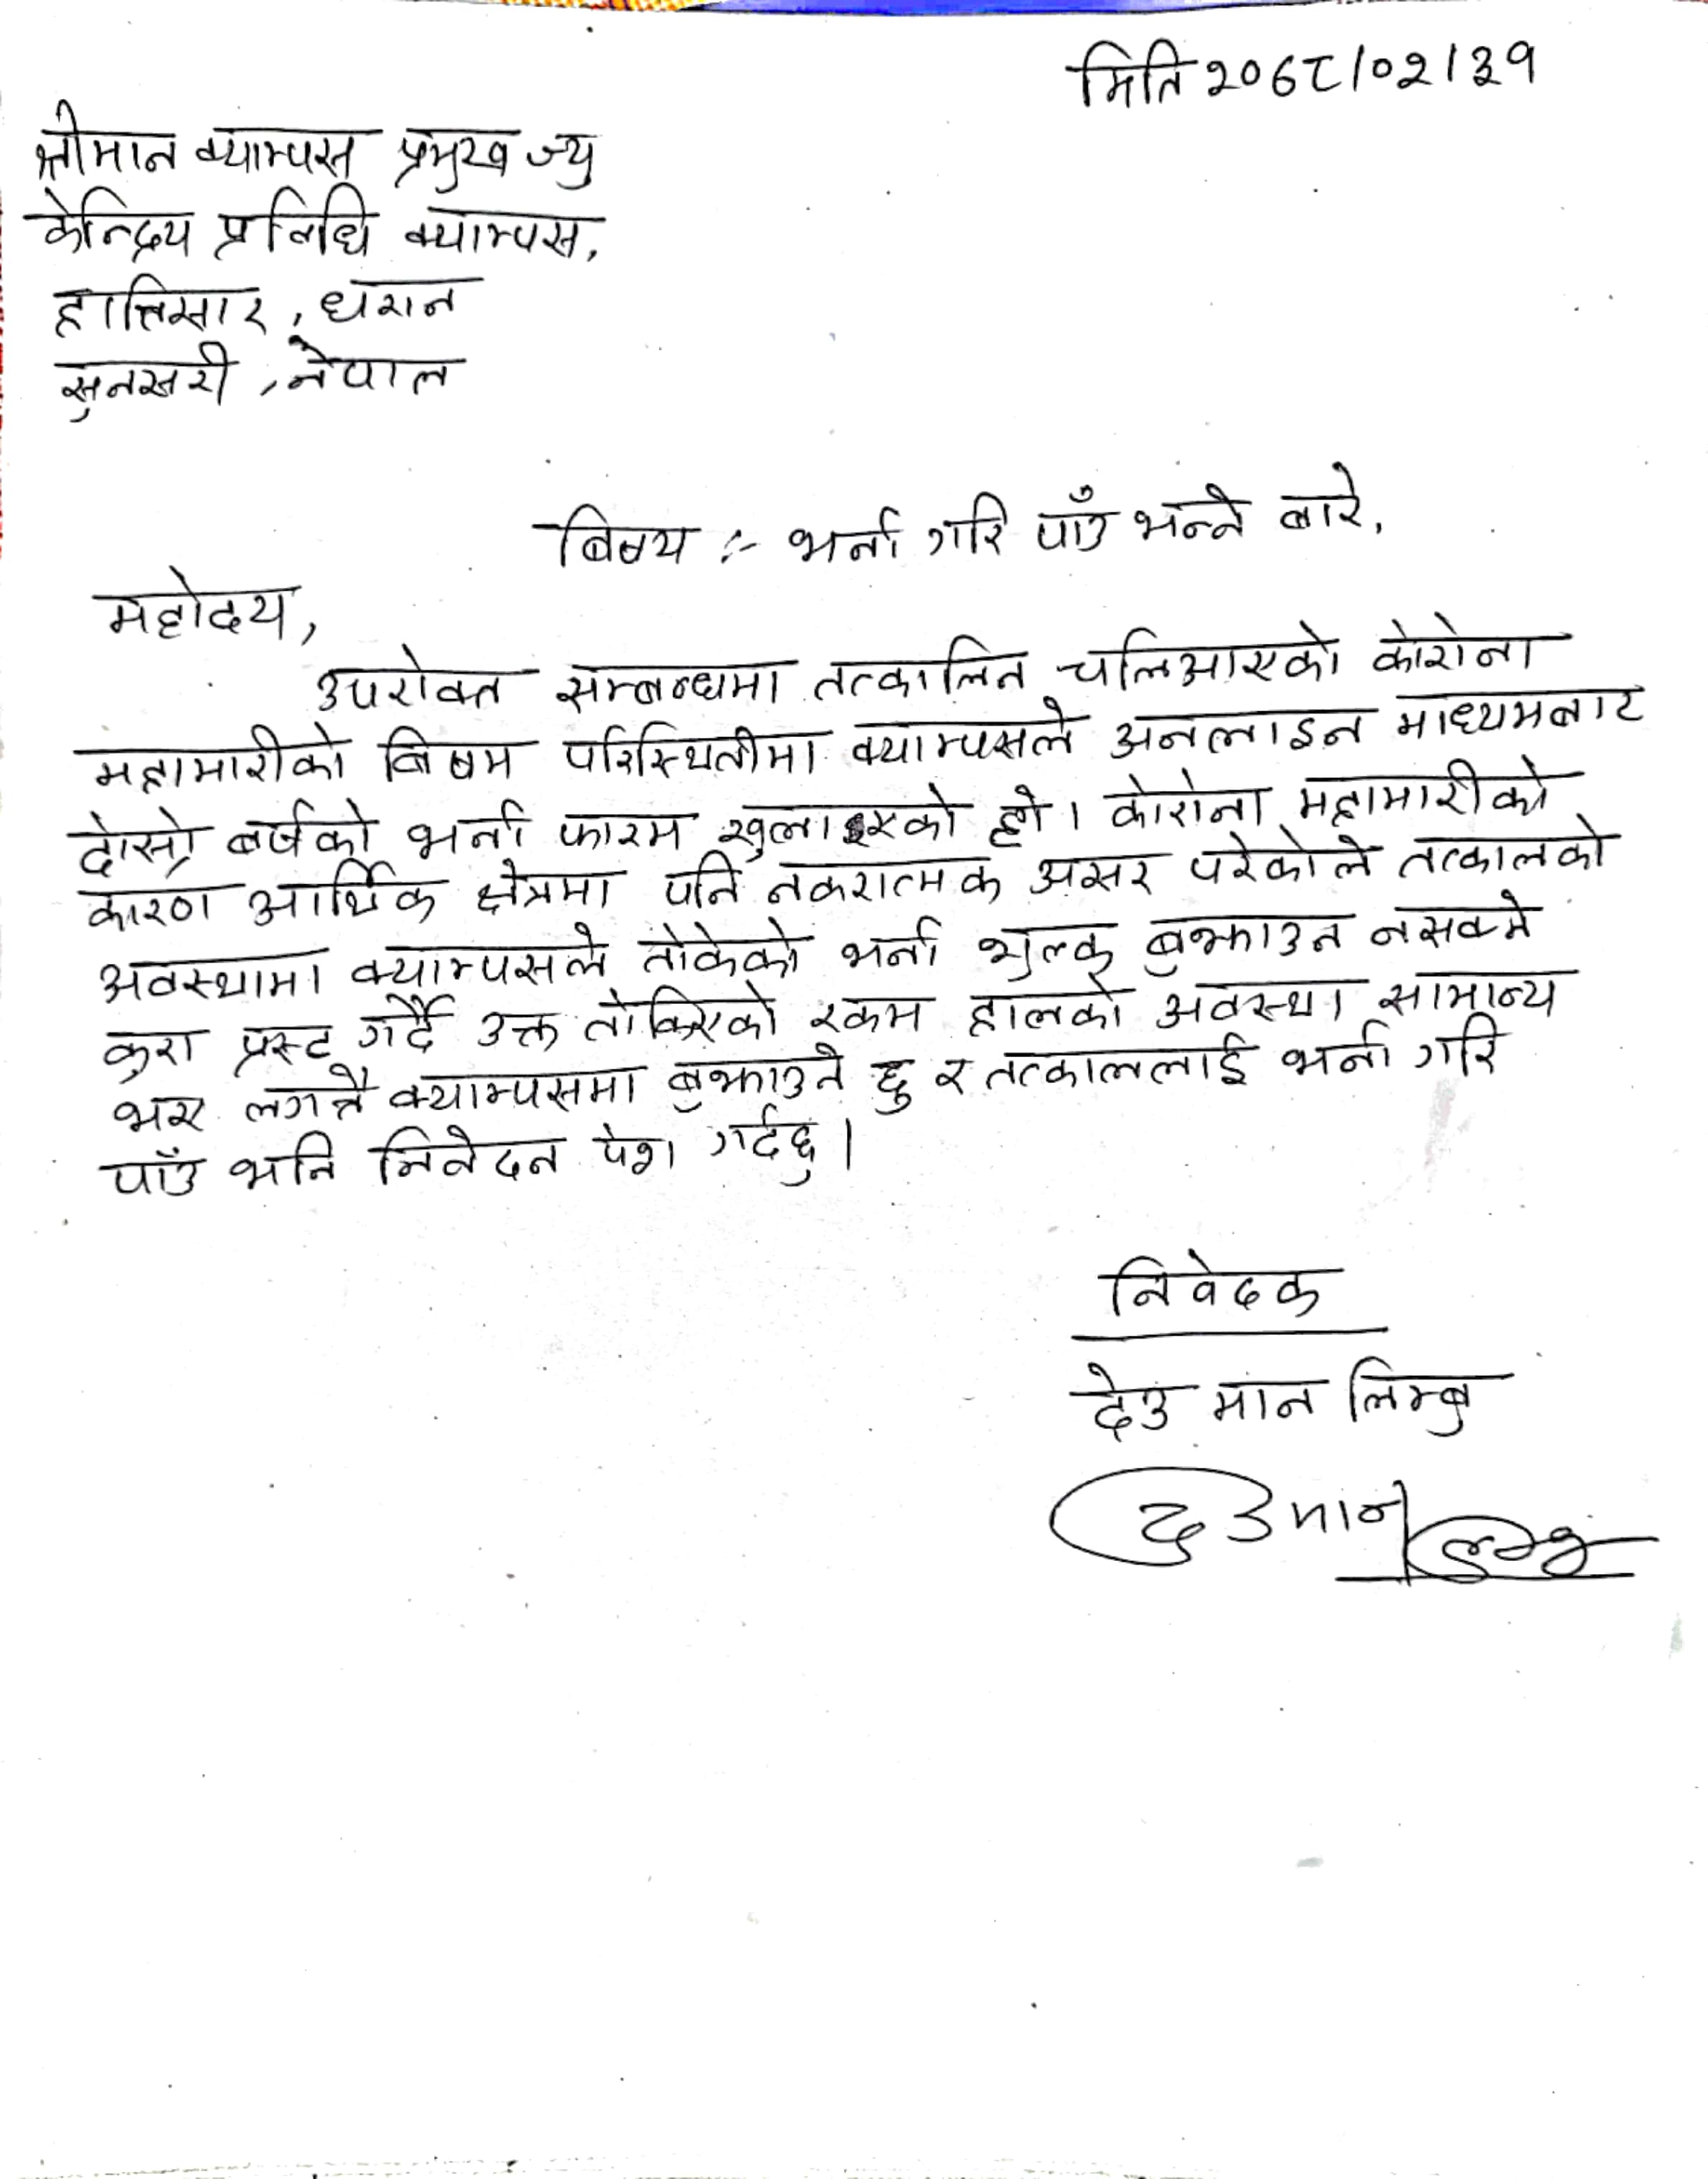 मिति २०७८/०२/३१
श्रीमान क्याम्पस प्रमुख ज्यु
केन्द्रिय प्रविधि क्याम्पस,
हात्तिसार, धरान
सुनसरी, नेपाल
बिषय :- भर्ना गरि पाँउ भन्ने बारे.
महोदय,
उपरोक्त सम्बन्धमा तत्कालित चलिआएको कोरोना
महामारीको बिषम परिस्थितीमा क्याम्पसले अनलाइन माध्यमबाट
दोस्रो बर्षको भर्ना फारम खुलाइएको हो। कोरोना महामारीको
कारण आर्थिक क्षेत्रमा पनि नकरात्मक असर परेकोले तत्कालको
अवस्थामा क्याम्पसले तोकेको भर्ना शुल्क बुझाउन नसक्ने
कुरा प्रस्ट गर्दै उक्त तोकिएको रकम हालको अवस्था सामान्य
भए लगत्तै क्याम्पसमा बुझाउने छु र तत्काललाई भर्ना गरि
पाँउ भनि निवेदन पेश गर्दछु।
निवेदक
देउ मान लिम्बु
देउमान